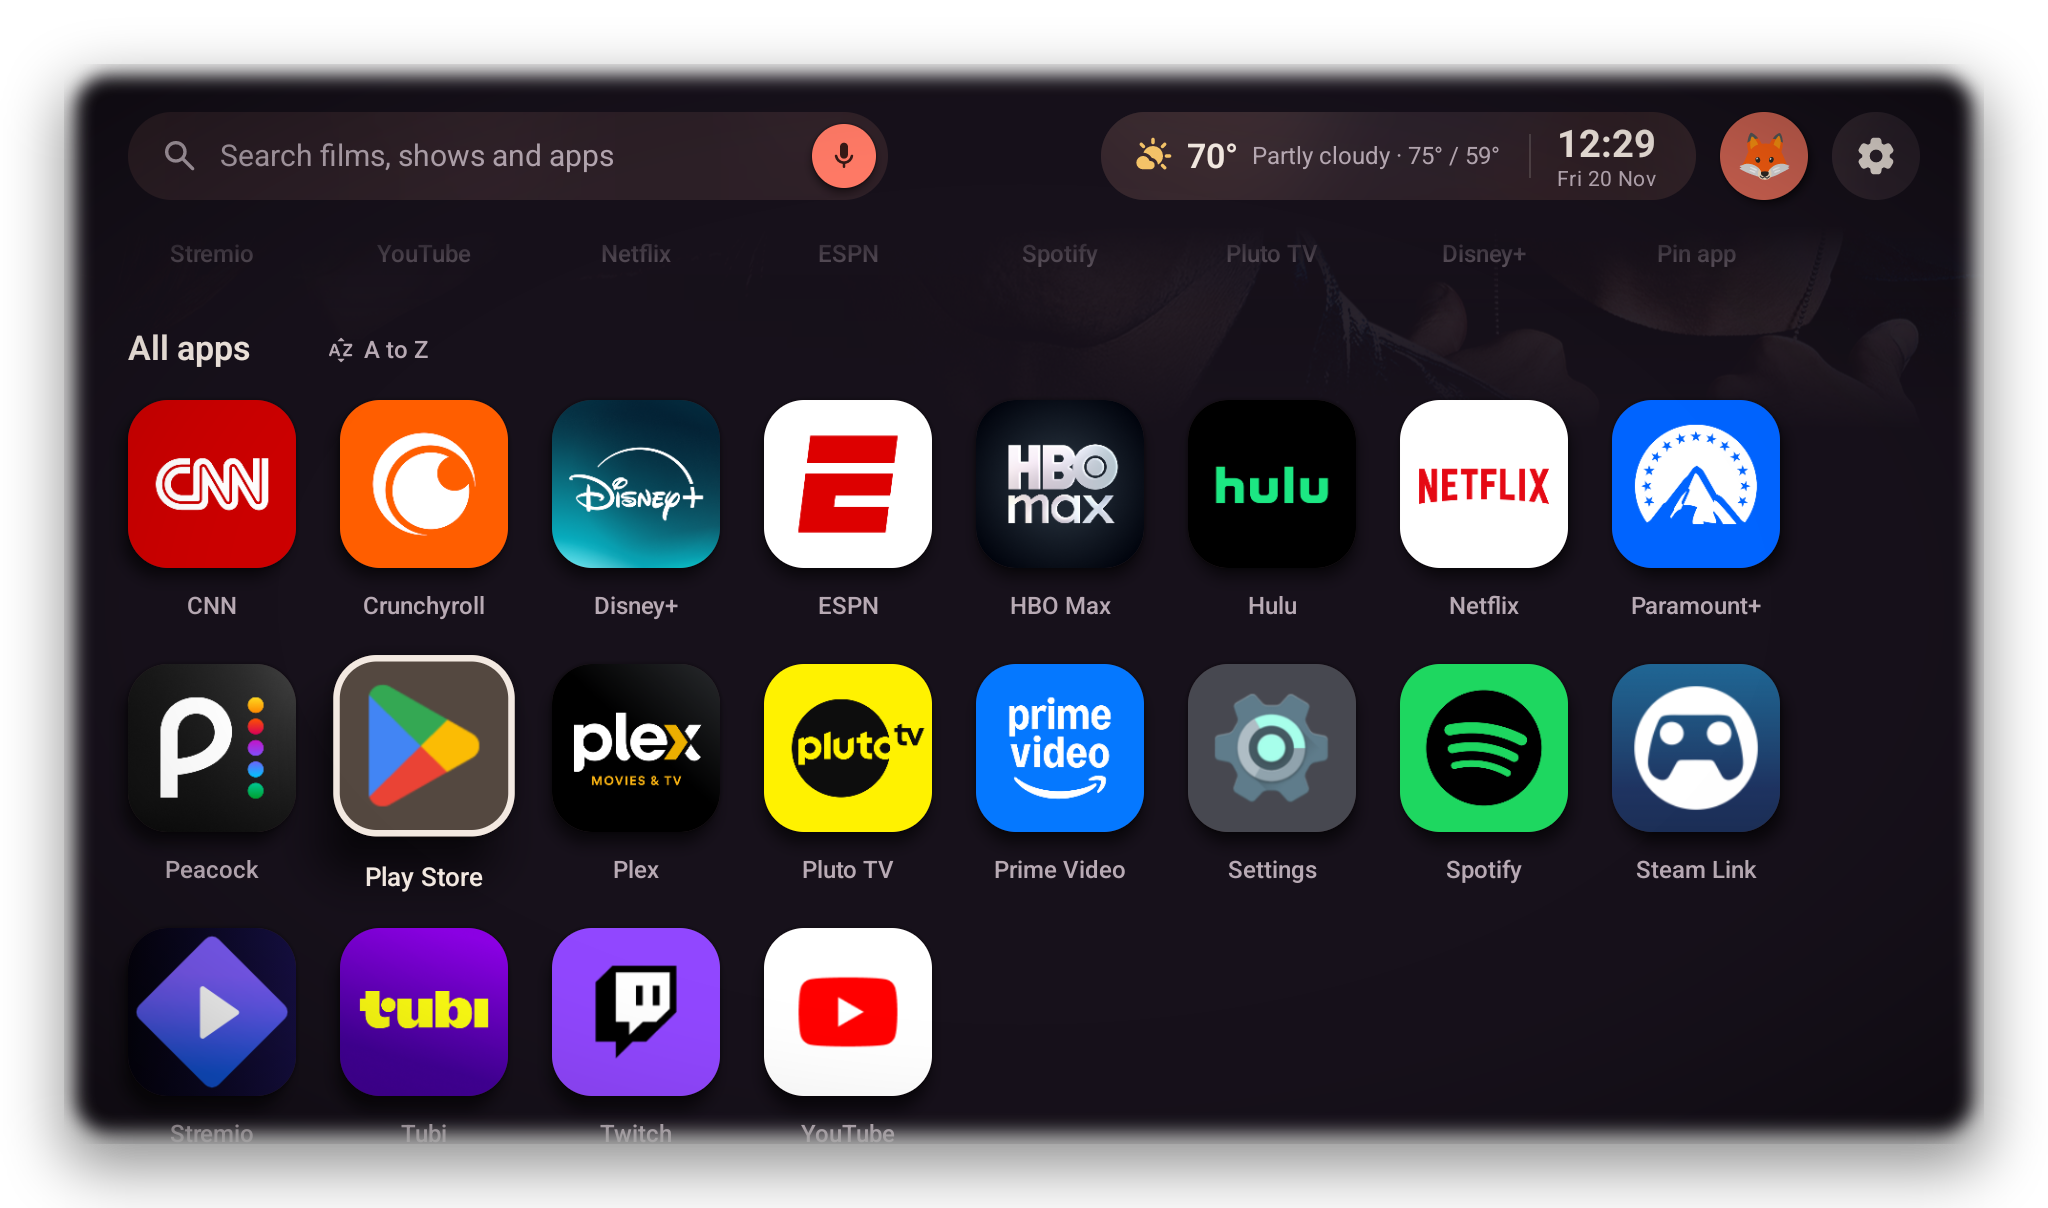 Search films, shows and apps
70° Partly cloudy · 75° / 59°
12:29
Fri 20 Nov
Stremio YouTube Netflix ESPN Spotify Pluto TV Disney+ Pin app
All apps AZ A to Z
CNN Disney+ HBO max hulu NETFLIX
CNN Crunchyroll Disney+ ESPN HBO Max Hulu Netflix Paramount+
P plex MOVIES & TV pluto tv prime video
Peacock Play Store Plex Pluto TV Prime Video Settings Spotify Steam Link
tubi
Stremio Tubi Twitch YouTube